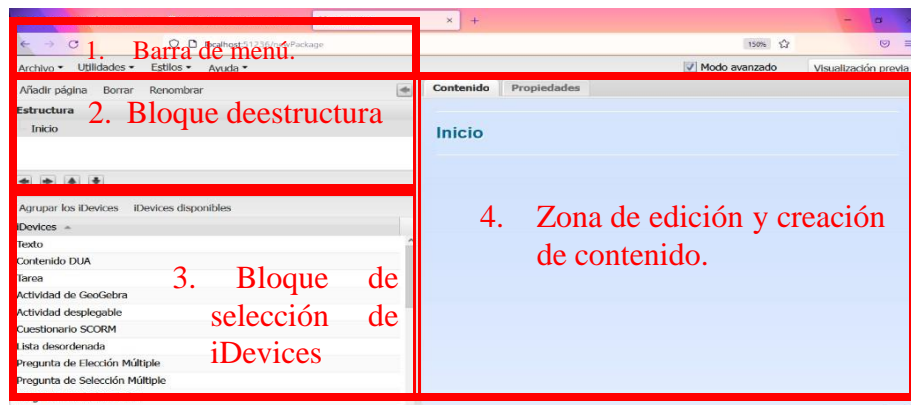 localhost:51236/newPackage 150%
1. Barra de menú.
Archivo Utilidades Estilos Ayuda Modo avanzado Visualización previa
Añadir página Borrar Renombrar Contenido Propiedades
Estructura
2. Bloque deestructura
Inicio
Inicio
Agrupar los iDevices iDevices disponibles
iDevices
Texto
Contenido DUA
Tarea
Actividad de GeoGebra
Actividad desplegable
Cuestionario SCORM
Lista desordenada
Pregunta de Elección Múltiple
Pregunta de Selección Múltiple
3. Bloque de
selección de
iDevices
4. Zona de edición y creación
de contenido.